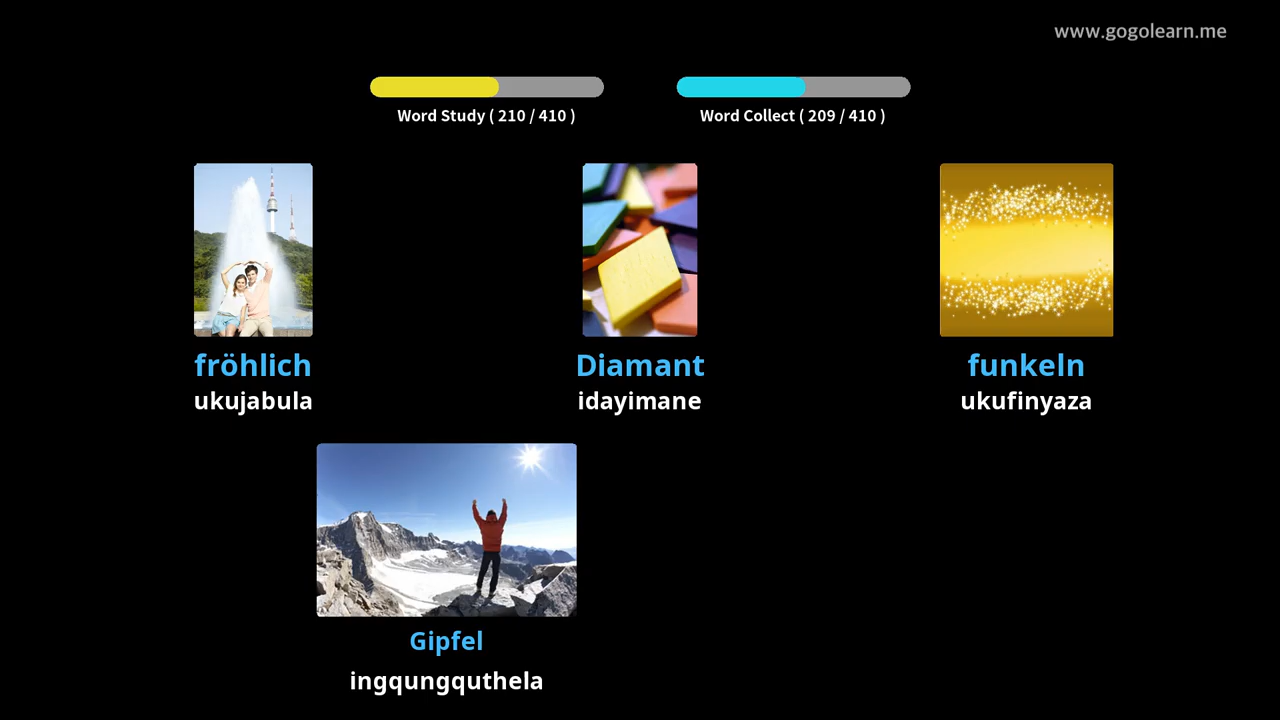 www.gogolearn.me
Word Study ( 210 / 410 )
Word Collect ( 209 / 410 )
fröhlich
ukujabula
Diamant
idayimane
funkeln
ukufinyaza
Gipfel
ingqungquthela